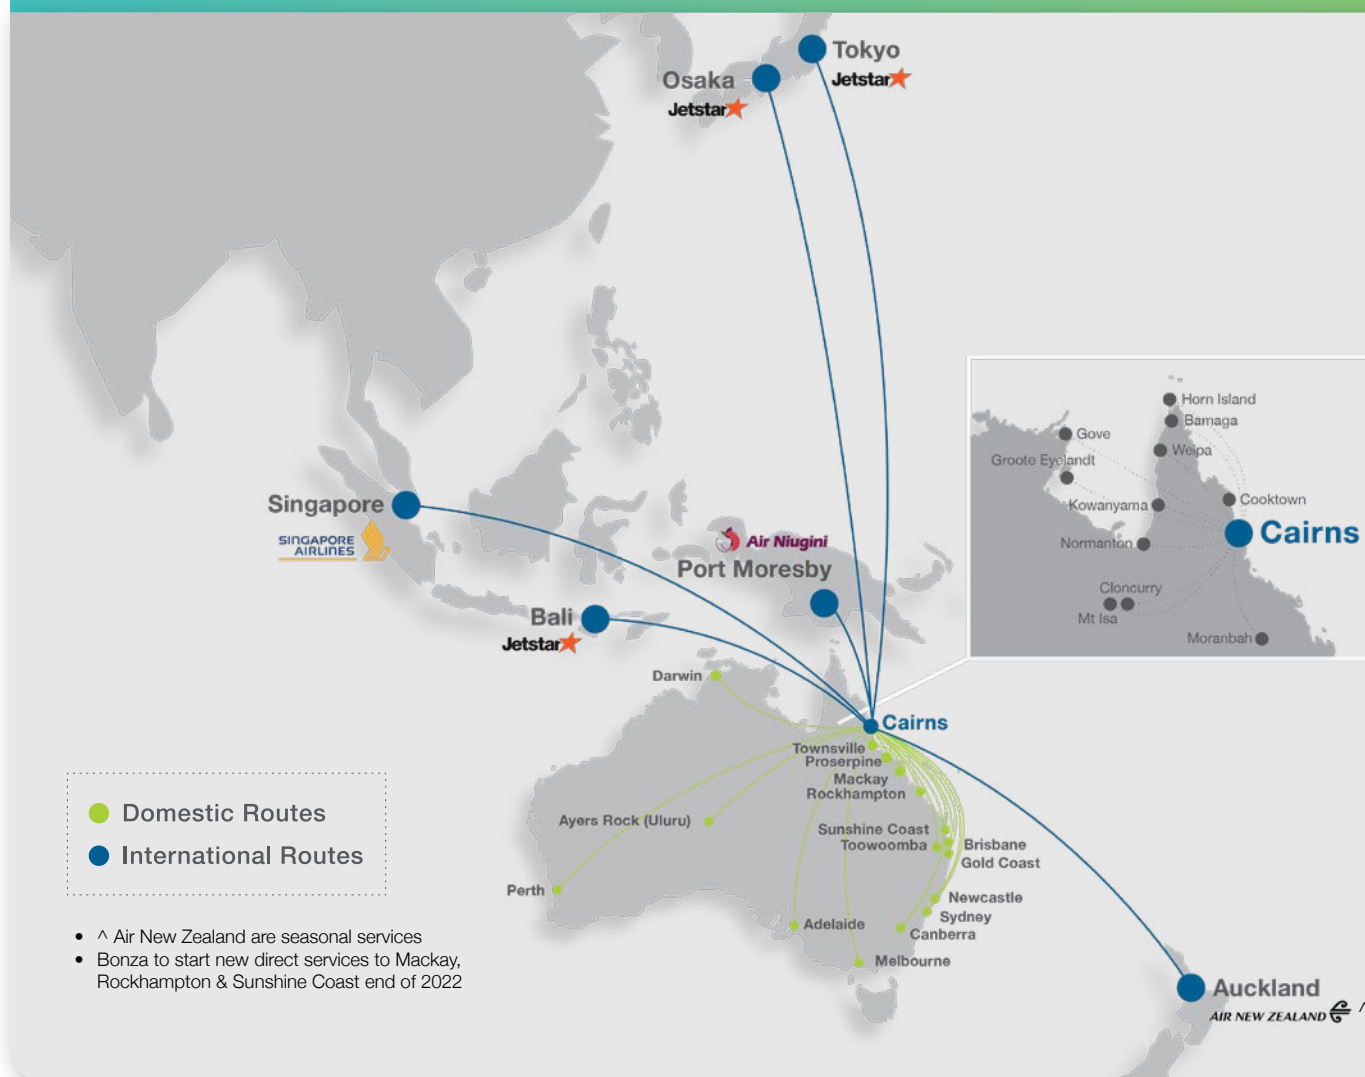 Tokyo
Jetstar
Osaka
Jetstar
Horn Island
Bamaga
Gove
Weipa
Groote Eyelandt
Cooktown
Kowanyama
Cairns
Normanton
Cloncurry
Mt Isa
Moranbah
Singapore
SINGAPORE
AIRLINES
Air Niugini
Port Moresby
Bali
Jetstar
Darwin
Cairns
Townsville
Proserpine
Mackay
Rockhampton
Ayers Rock (Uluru)
Sunshine Coast
Toowoomba
Brisbane
Gold Coast
Perth
Newcastle
Sydney
Adelaide
Canberra
Melbourne
Auckland
AIR NEW ZEALAND ^
Domestic Routes
International Routes
• ^ Air New Zealand are seasonal services
• Bonza to start new direct services to Mackay,
Rockhampton & Sunshine Coast end of 2022